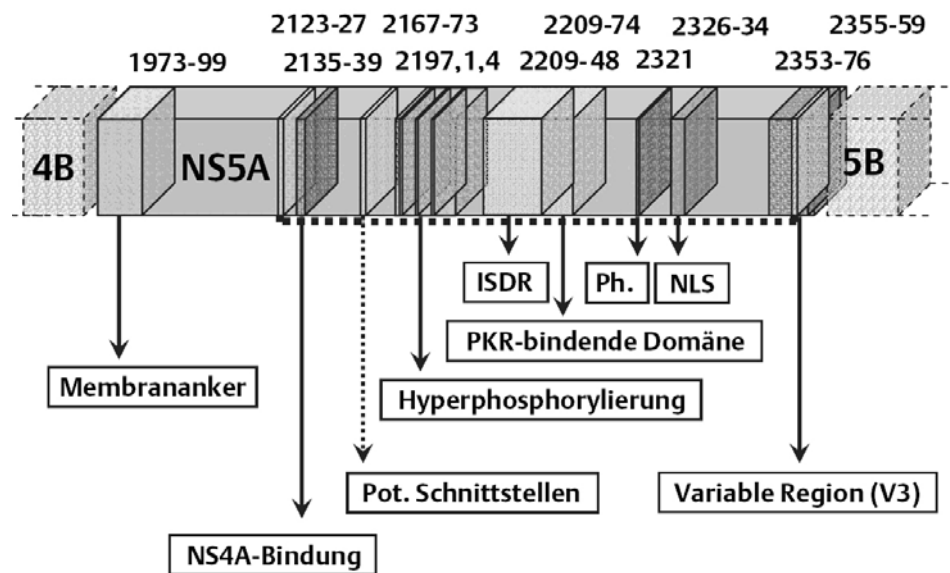 2123-27 2167-73 2209-74 2326-34 2355-59
1973-99 2135-39 2197,1,4 2209-48 2321 2353-76
4B NS5A 5B
ISDR Ph. NLS
PKR-bindende Domäne
Membrananker
Hyperphosphorylierung
Pot. Schnittstellen Variable Region (V3)
NS4A-Bindung